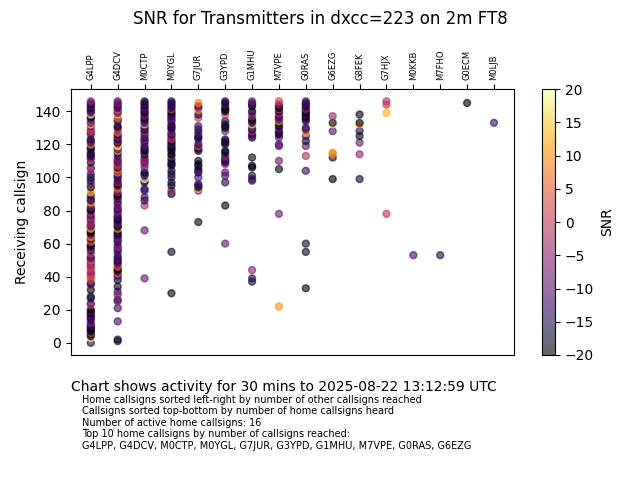 SNR for Transmitters in dxcc=223 on 2m FT8
G4LPP G4DCV M0CTP M0YGL G7JUR G3YPD G1MHU M7VPE G0RAS G6EZG G8FEK G7HJX M0KKB M7FHO G0ECM M0LJB
140
120
100
80
60
40
20
0
Receiving callsign
20
15
10
5
0
−5
−10
−15
−20
SNR
Chart shows activity for 30 mins to 2025-08-22 13:12:59 UTC
Home callsigns sorted left-right by number of other callsigns reached
Callsigns sorted top-bottom by number of home callsigns heard
Number of active home callsigns: 16
Top 10 home callsigns by number of callsigns reached:
G4LPP, G4DCV, M0CTP, M0YGL, G7JUR, G3YPD, G1MHU, M7VPE, G0RAS, G6EZG